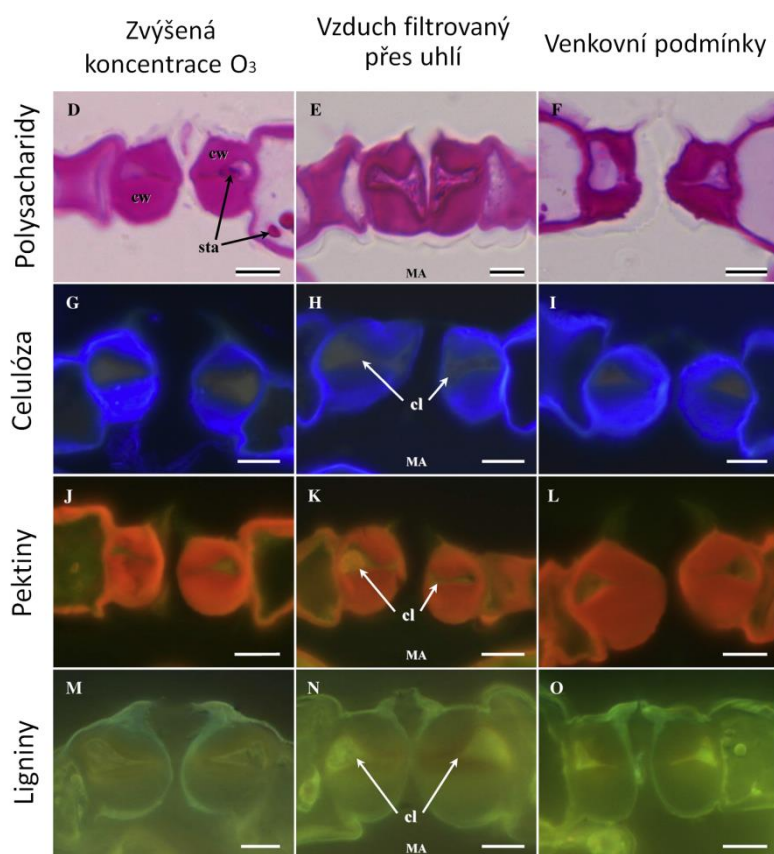 Zvýšená
koncentrace O3
Vzduch filtrovaný
přes uhlí
Venkovní podmínky
Polysacharidy
D
cw
cw
sta
E
MA
F
Celulóza
G
H
cl
MA
I
Pektiny
J
K
cl
MA
L
Ligniny
M
N
cl
MA
O